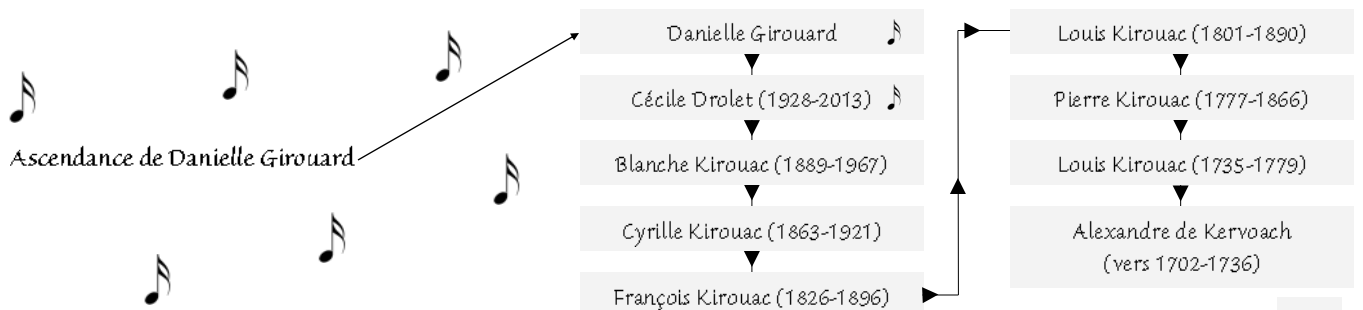 Ascendance de Danielle Girouard
Danielle Girouard
Cécile Drolet (1928-2013)
Blanche Kirouac (1889-1967)
Cyrille Kirouac (1863-1921)
François Kirouac (1826-1896)
Louis Kirouac (1801-1890)
Pierre Kirouac (1777-1866)
Louis Kirouac (1735-1779)
Alexandre de Kervoach
(vers 1702-1736)